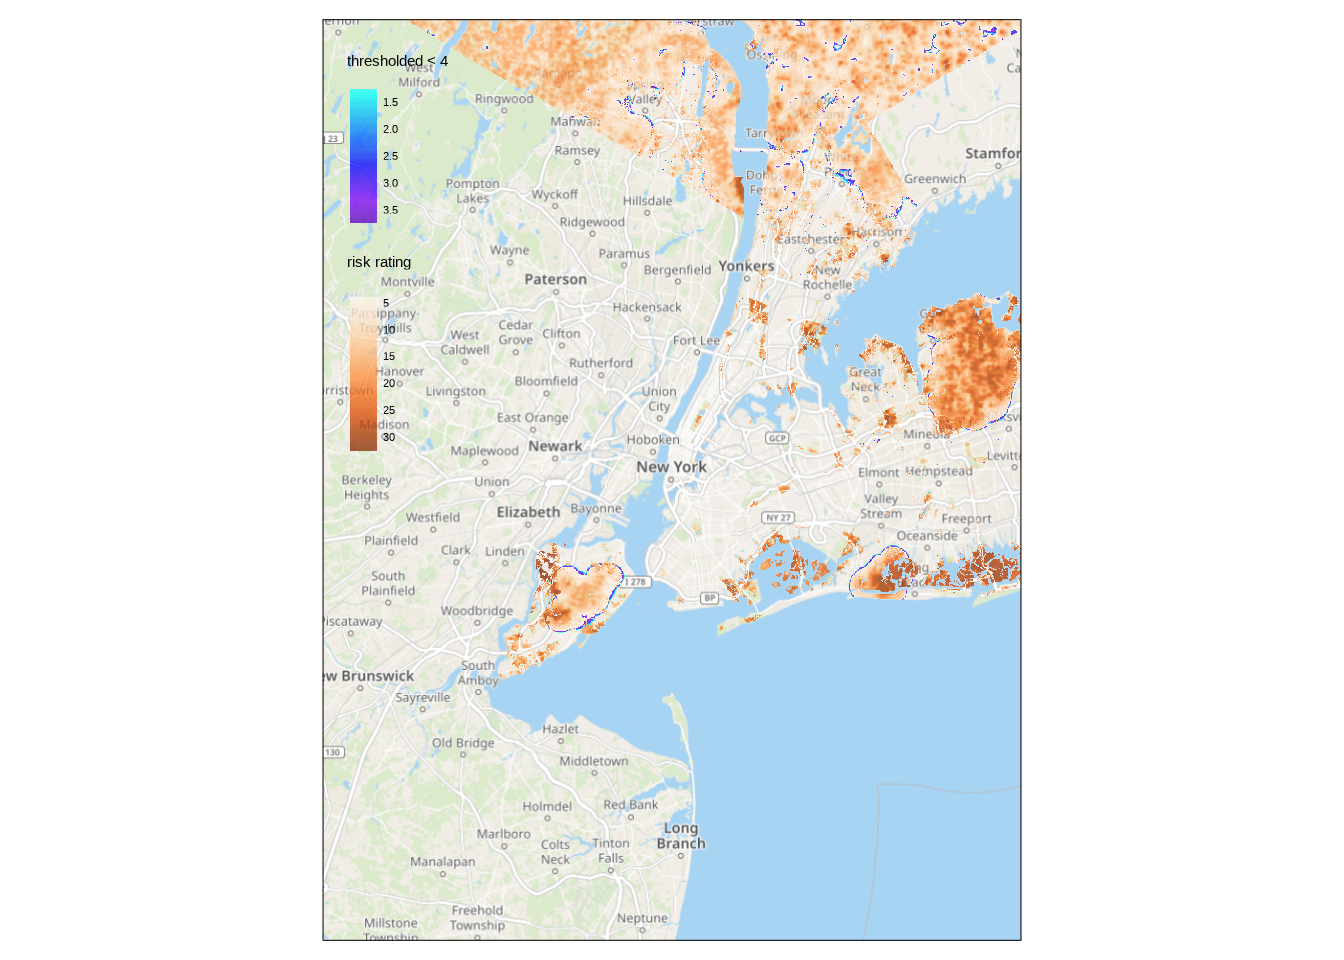 thresholded < 4
West
Milford
1.5
2.0
2.5
3.0
3.5
risk rating
5
10
15
20
25
30
23
Ringwood
Mahwah
Ramsey
Valley
Stamfor
Greenwich
Pompton
Lakes
Wyckoff
Hillsdale
Ridgewood
Harrison
Eastchester
Wayne
Paramus
Bergenfield
Yonkers
New
Rochelle
Montville
Paterson
Hackensack
Parsippany-
Troy Hills
West
Caldwell
Cedar
Grove
Clifton
Fort Lee
Rutherford
Great
Neck
Hanover
Livingston
Bloomfield
Union
City
Madison
East Orange
Hoboken
GCP
Mineola
Maplewood
Newark
New York
Elmont
Hempstead
Levitt
Berkeley
Heights
Union
Valley
Stream
Westfield
Elizabeth
Bayonne
NY 27
Freeport
Plainfield
Clark
Linden
Oceanside
South
Plainfield
I 278
BP
Woodbridge
Piscataway
South
Amboy
ew Brunswick
Sayreville
Hazlet
Old Bridge
130
Middletown
Holmdel
Red Bank
Marlboro
Colts
Neck
Tinton
Falls
Long
Branch
Manalapan
Freehold
Township
Neptune
Millstone
Township